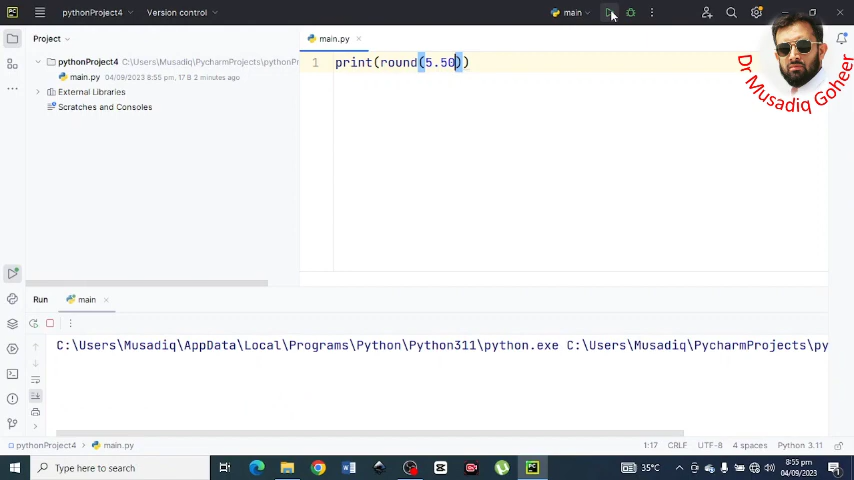 PC pythonProject4 Version control main
Project
pythonProject4 C:\Users\Musadiq\PycharmProjects\pythonPr
main.py 04/09/2023 8:55 pm, 17 B 2 minutes ago
External Libraries
Scratches and Consoles
main.py
1 print(round(5.50))
Dr Musadiq Goheer
Run main
C:\Users\Musadiq\AppData\Local\Programs\Python\Python311\python.exe C:\Users\Musadiq\PycharmProjects\py
pythonProject4 > main.py 1:17 CRLF UTF-8 4 spaces Python 3.11
Type here to search
35°C
8:55 pm
04/09/2023